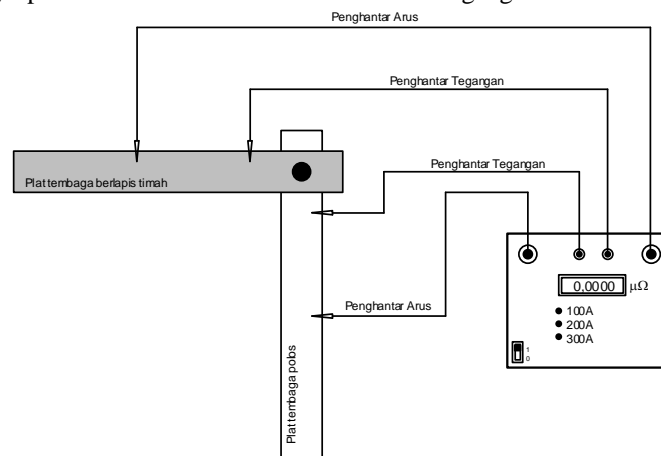 Penghantar Arus
Penghantar Tegangan
Penghantar Tegangan
Plat tembaga berlapis timah
0,0000 μΩ
100A
200A
300A
1
0
Penghantar Arus
Plat tembaga polos